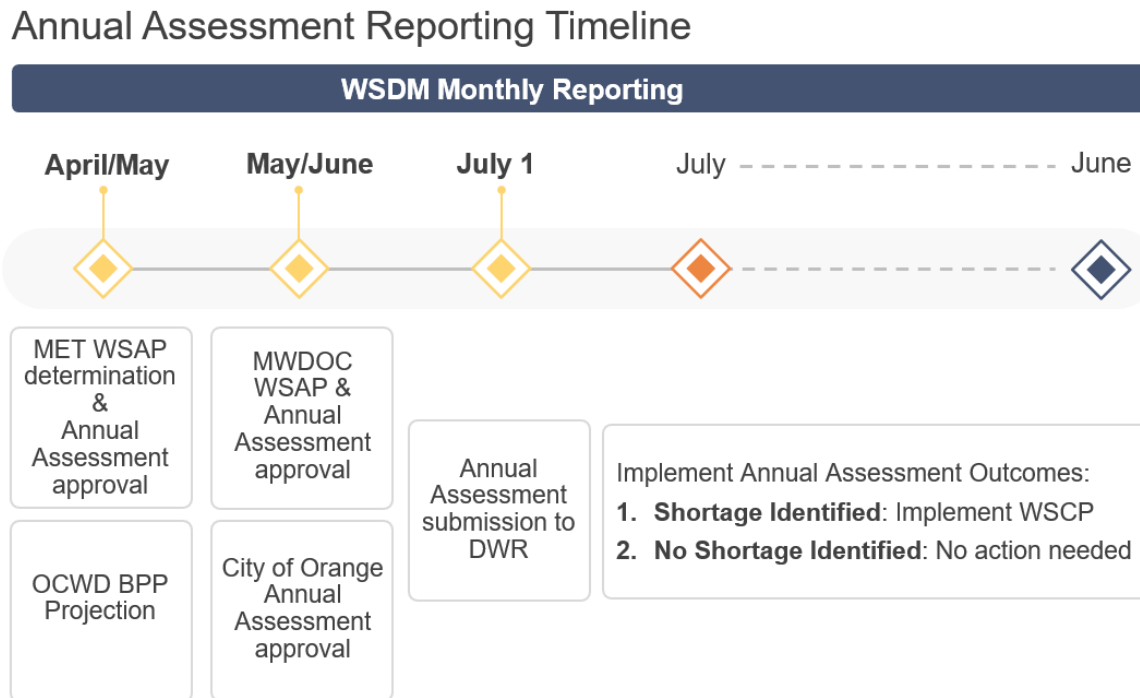 Annual Assessment Reporting Timeline
WSDM Monthly Reporting
April/May
May/June
July 1
July
June
MET WSAP
determination
&
Annual
Assessment
approval
OCWD BPP
Projection
MWDOC
WSAP &
Annual
Assessment
approval
City of Orange
Annual
Assessment
approval
Annual
Assessment
submission to
DWR
Implement Annual Assessment Outcomes:
1. Shortage Identified: Implement WSCP
2. No Shortage Identified: No action needed